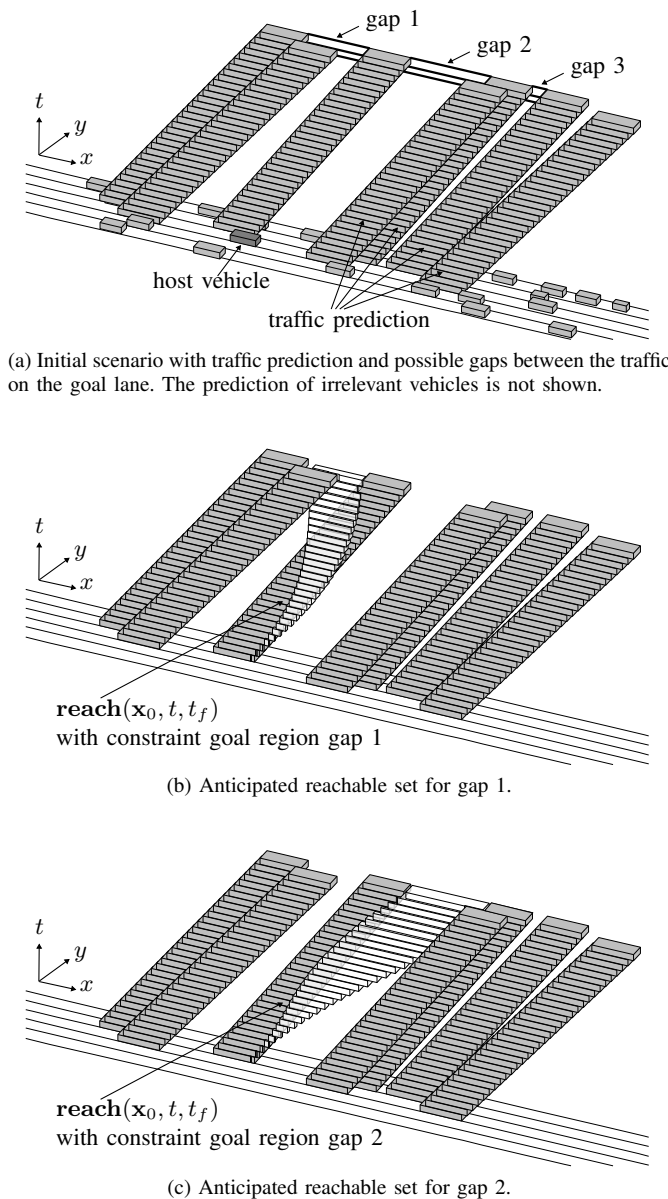 gap 1
gap 2
gap 3
t
y
x
host vehicle
traffic prediction
(a) Initial scenario with traffic prediction and possible gaps between the traffic
on the goal lane. The prediction of irrelevant vehicles is not shown.
t
y
x
reach(x₀, t, t_f)
with constraint goal region gap 1
(b) Anticipated reachable set for gap 1.
t
y
x
reach(x₀, t, t_f)
with constraint goal region gap 2
(c) Anticipated reachable set for gap 2.